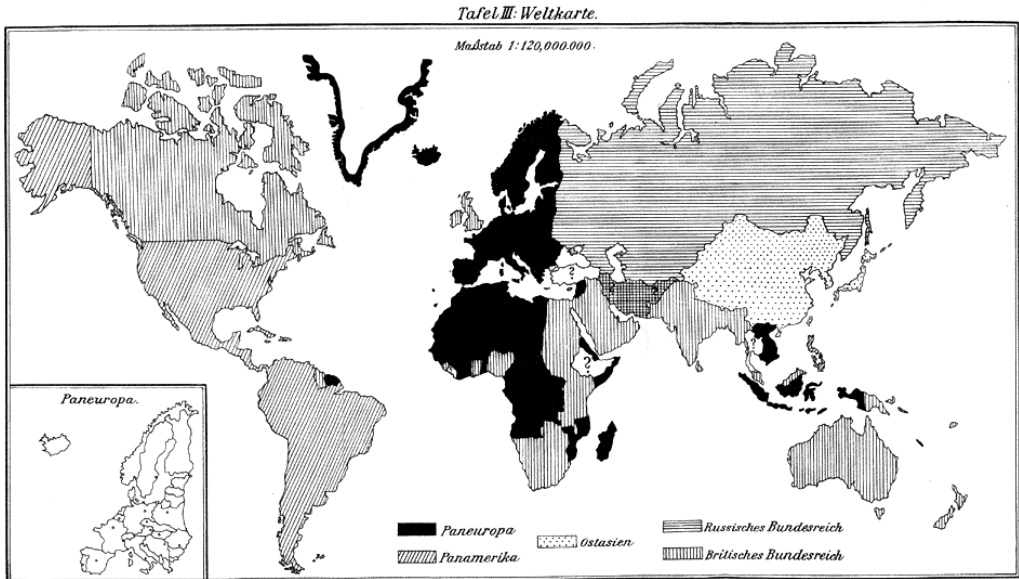 Tafel III: Weltkarte.
Maßstab 1:120,000.000.
?
?
?
Paneuropa.
Paneuropa
Panamerika
Ostasien
Russisches Bundesreich
Britisches Bundesreich